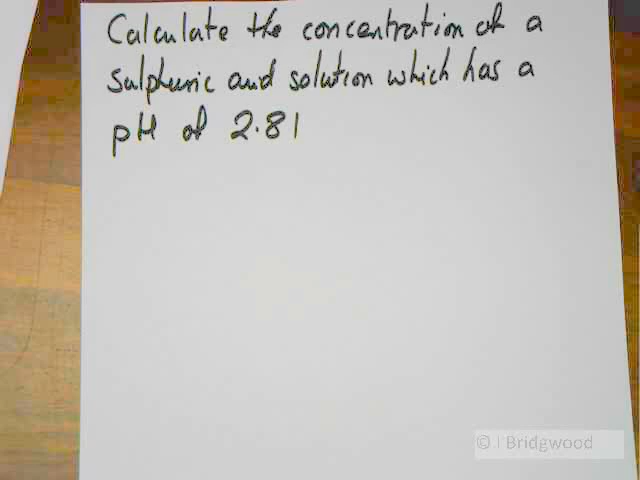 Calculate the concentration of a
Sulphuric acid solution which has a
pH of 2.81
© I Bridgwood